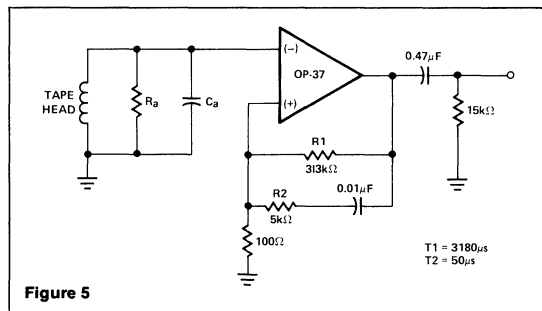 0.47µF
(−)
OP-37
TAPE
HEAD
Ra
Ca
(+)
15kΩ
R1
313kΩ
R2
0.01µF
5kΩ
100Ω
T1 = 3180µs
T2 = 50µs
Figure 5